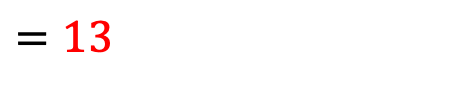 = 13